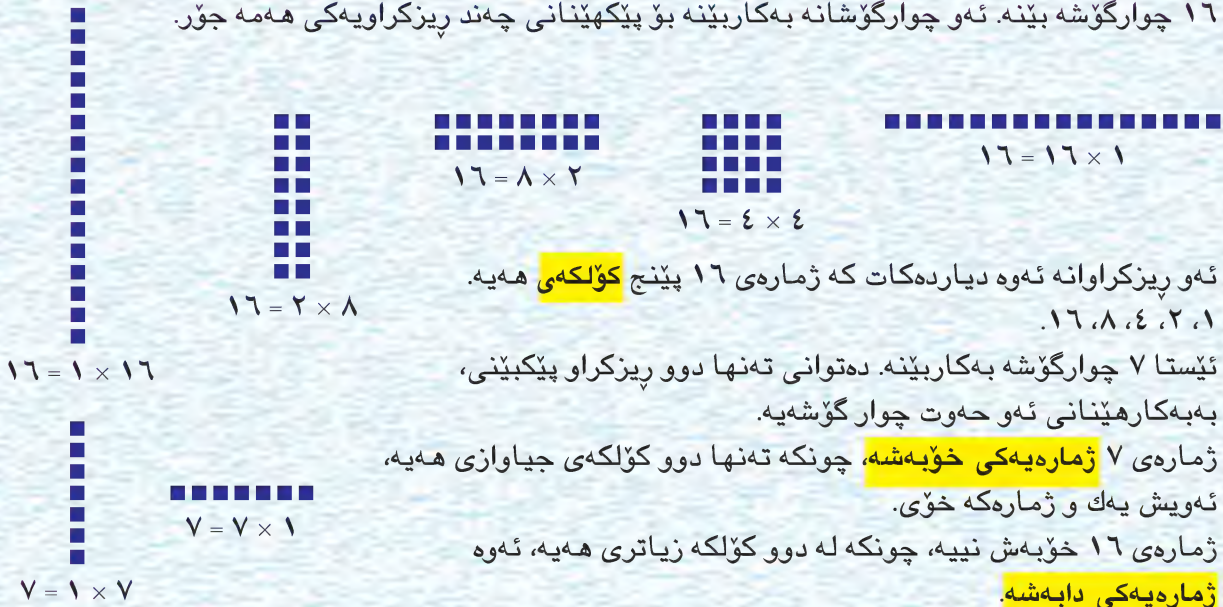 ١٦ چوارگۆشە بێنە. ئەو چوارگۆشانە بەکاربێنە بۆ پێکهێنانی چەند ڕیزکراویەکی هەمە جۆر.
١ × ١٦ = ١٦
٢ × ٨ = ١٦
٤ × ٤ = ١٦
٨ × ٢ = ١٦
١٦ × ١ = ١٦
ئەو ڕیزکراوانە ئەوە دیاردەکات کە ژمارەی ١٦ پێنج کۆلکەی هەیە.
١، ٢، ٤، ٨، ١٦.
ئێستا ٧ چوارگۆشە بەکاربێنە. دەتوانی تەنها دوو ڕیزکراو پێکبێنی،
بەبەکارهێنانی ئەو حەوت چوار گۆشەیە.
ژمارەی ٧ ژمارەیەکی خۆبەشە، چونکە تەنها دوو کۆلکەی جیاوازی هەیە،
ئەویش یەك و ژمارەکە خۆی.
١ × ٧ = ٧
ژمارەی ١٦ خۆبەش نییە، چونکە لە دوو کۆلکە زیاتری هەیە، ئەوە
ژمارەیەکی دابەشە.
٧ × ١ = ٧